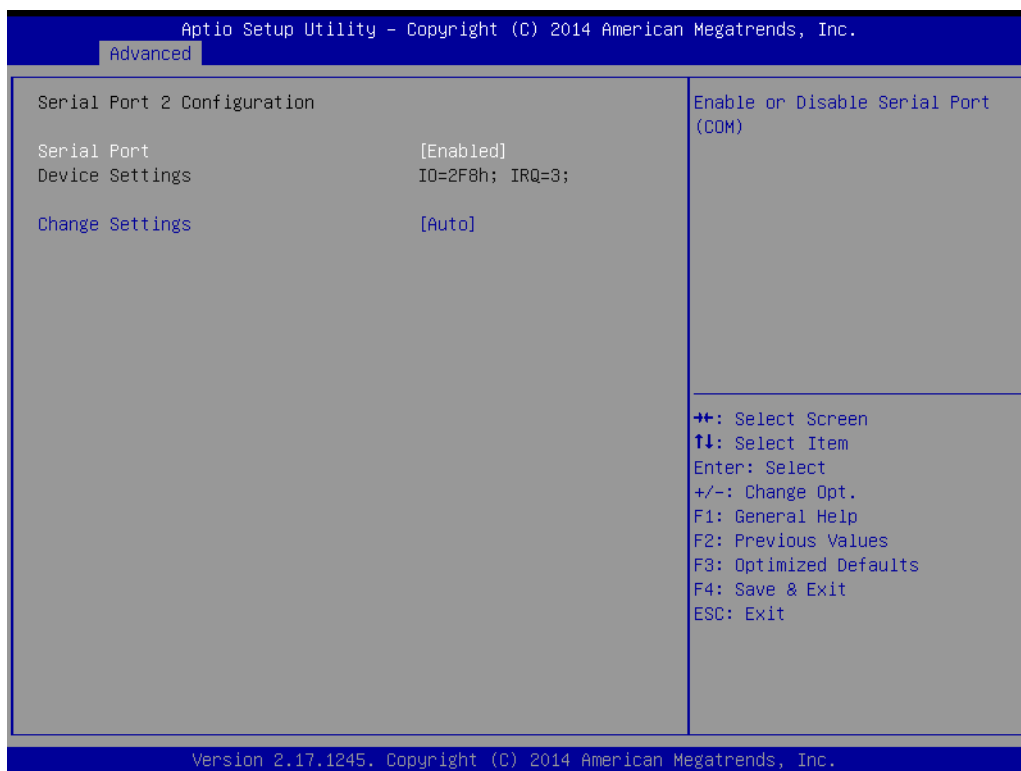 Aptio Setup Utility – Copyright (C) 2014 American Megatrends, Inc.
Advanced
Serial Port 2 Configuration
Serial Port [Enabled]
Device Settings IO=2F8h; IRQ=3;
Change Settings [Auto]
Enable or Disable Serial Port
(COM)
→←: Select Screen
↑↓: Select Item
Enter: Select
+/-: Change Opt.
F1: General Help
F2: Previous Values
F3: Optimized Defaults
F4: Save & Exit
ESC: Exit
Version 2.17.1245. Copyright (C) 2014 American Megatrends, Inc.